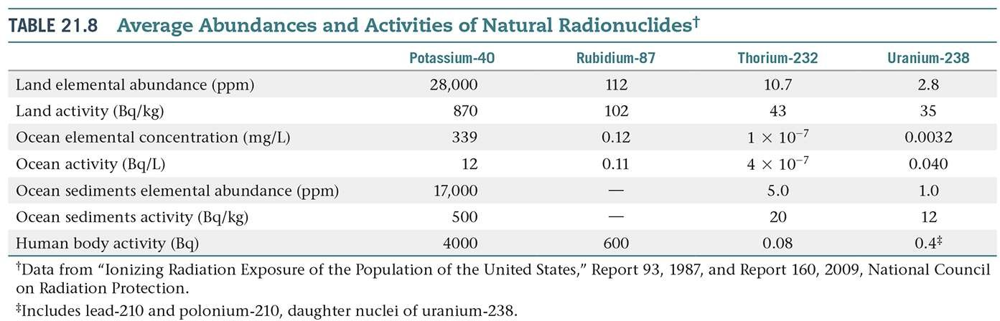 TABLE 21.8 Average Abundances and Activities of Natural Radionuclides†
Potassium-40 Rubidium-87 Thorium-232 Uranium-238
Land elemental abundance (ppm) 28,000 112 10.7 2.8
Land activity (Bq/kg) 870 102 43 35
Ocean elemental concentration (mg/L) 339 0.12 1 × 10⁻⁷ 0.0032
Ocean activity (Bq/L) 12 0.11 4 × 10⁻⁷ 0.040
Ocean sediments elemental abundance (ppm) 17,000 — 5.0 1.0
Ocean sediments activity (Bq/kg) 500 — 20 12
Human body activity (Bq) 4000 600 0.08 0.4‡
†Data from “Ionizing Radiation Exposure of the Population of the United States,” Report 93, 1987, and Report 160, 2009, National Council
on Radiation Protection.
‡Includes lead-210 and polonium-210, daughter nuclei of uranium-238.